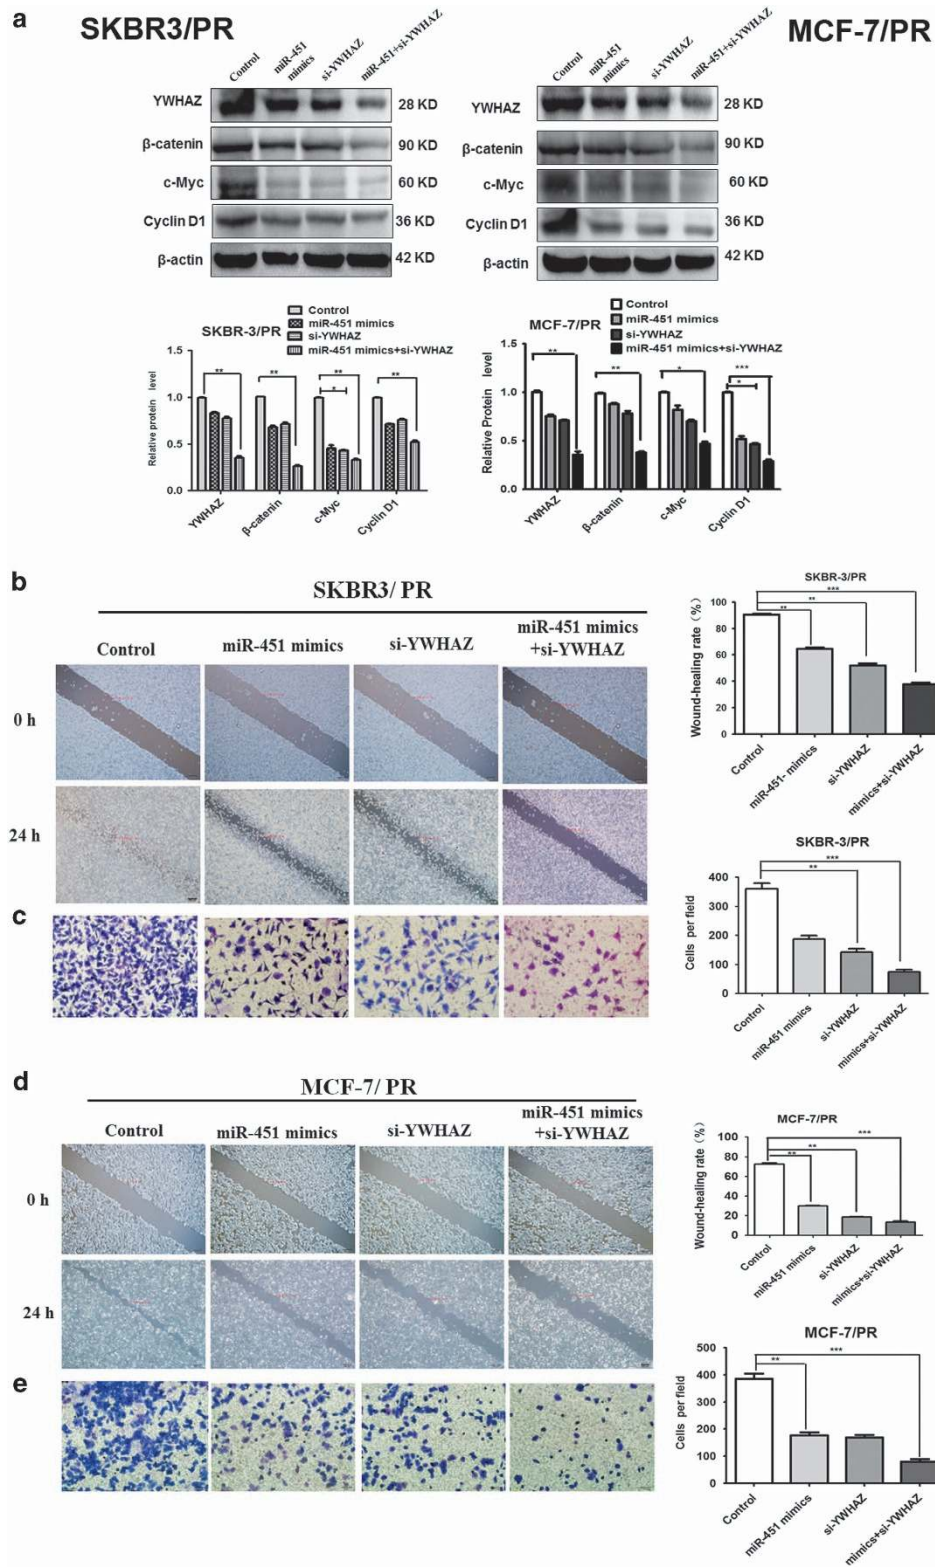 a
SKBR3/PR
MCF-7/PR
Control
miR-451 mimics
si-YWHAZ
miR-451+si-YWHAZ
YWHAZ
28 KD
β-catenin
90 KD
c-Myc
60 KD
Cyclin D1
36 KD
β-actin
42 KD
Control
miR-451 mimics
si-YWHAZ
miR-451+si-YWHAZ
YWHAZ
28 KD
β-catenin
90 KD
c-Myc
60 KD
Cyclin D1
36 KD
β-actin
42 KD
SKBR-3/PR
Control
miR-451 mimics
si-YWHAZ
miR-451 mimics+si-YWHAZ
Relative protein level
1.5
1.0
0.5
0.0
**
**
**
*
**
YWHAZ
β-catenin
c-Myc
Cyclin D1
MCF-7/PR
Control
miR-451 mimics
si-YWHAZ
miR-451 mimics+si-YWHAZ
Relative Protein level
1.5
1.0
0.5
0.0
**
**
*
***
*
YWHAZ
β-catenin
c-Myc
Cyclin D1
b
SKBR3/ PR
Control
miR-451 mimics
si-YWHAZ
miR-451 mimics
+si-YWHAZ
0 h
24 h
SKBR-3/PR
Wound-healing rate (%)
100
80
60
40
20
0
***
**
**
Control
miR-451- mimics
si-YWHAZ
mimics+si-YWHAZ
c
SKBR-3/PR
Cells per field
400
300
200
100
0
***
**
Control
miR-451 mimics
si-YWHAZ
mimics+si-YWHAZ
d
MCF-7/ PR
Control
miR-451 mimics
si-YWHAZ
miR-451 mimics
+si-YWHAZ
0 h
24 h
MCF-7/PR
Wound-healing rate (%)
100
80
60
40
20
0
***
**
**
Control
miR-451 mimics
si-YWHAZ
mimics+si-YWHAZ
e
MCF-7/PR
Cells per field
500
400
300
200
100
0
***
**
Control
miR-451 mimics
si-YWHAZ
mimics+si-YWHAZ